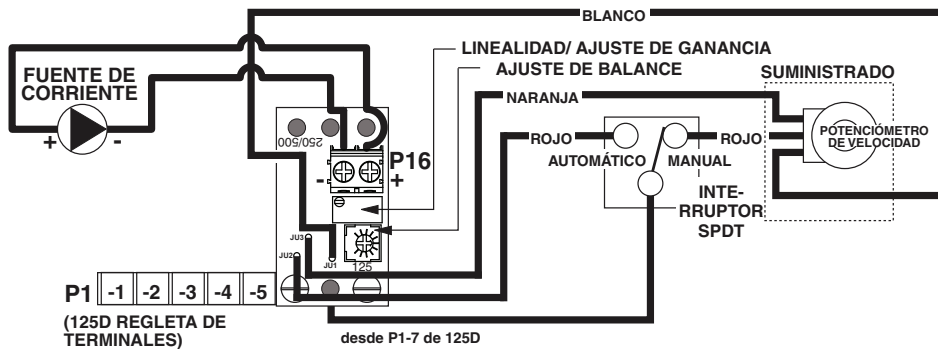 BLANCO
LINEALIDAD/ AJUSTE DE GANANCIA
AJUSTE DE BALANCE
FUENTE DE
CORRIENTE
+ -
SUMINISTRADO
NARANJA
250/500
ROJO
AUTOMÁTICO
MANUAL
ROJO
POTENCIÓMETRO
DE VELOCIDAD
P16
- +
INTE-
RRUPTOR
SPDT
JU3
JU2
JU1
125
P1 -1 -2 -3 -4 -5
(125D REGLETA DE
TERMINALES)
desde P1-7 de 125D